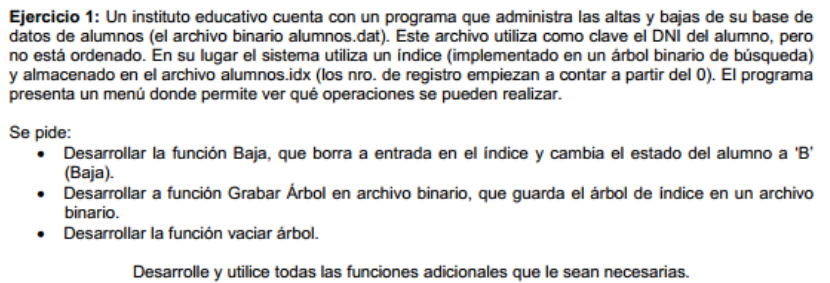 Ejercicio 1: Un instituto educativo cuenta con un programa que administra las altas y bajas de su base de
datos de alumnos (el archivo binario alumnos.dat). Este archivo utiliza como clave el DNI del alumno, pero
no está ordenado. En su lugar el sistema utiliza un índice (implementado en un árbol binario de búsqueda)
y almacenado en el archivo alumnos.idx (los nro. de registro empiezan a contar a partir del 0). El programa
presenta un menú donde permite ver qué operaciones se pueden realizar.
Se pide:
• Desarrollar la función Baja, que borra a entrada en el índice y cambia el estado del alumno a 'B'
(Baja).
• Desarrollar a función Grabar Árbol en archivo binario, que guarda el árbol de índice en un archivo
binario.
• Desarrollar la función vaciar árbol.
Desarrolle y utilice todas las funciones adicionales que le sean necesarias.